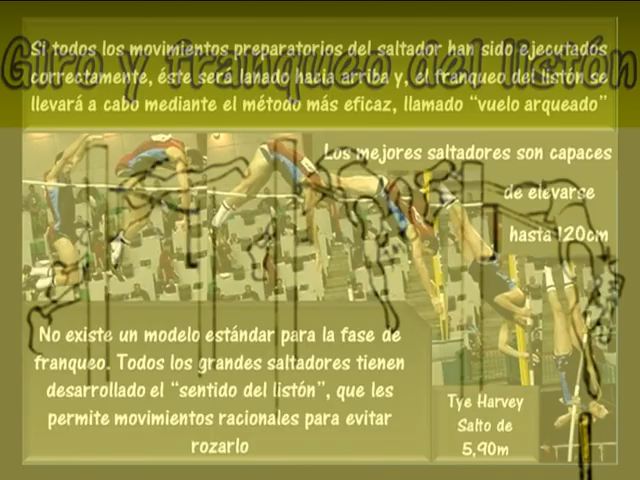 Giro y franqueo del listón
Si todos los movimientos preparatorios del saltador han sido ejecutados
correctamente, éste será lanado hacia arriba y, el franqueo del listón se
llevará a cabo mediante el método más eficaz, llamado “vuelo arqueado”
Los mejores saltadores son capaces
de elevarse
hasta 120cm
No existe un modelo estándar para la fase de
franqueo. Todos los grandes saltadores tienen
desarrollado el “sentido del listón”, que les
permite movimientos racionales para evitar
rozarlo
Tye Harvey
Salto de
5,90m